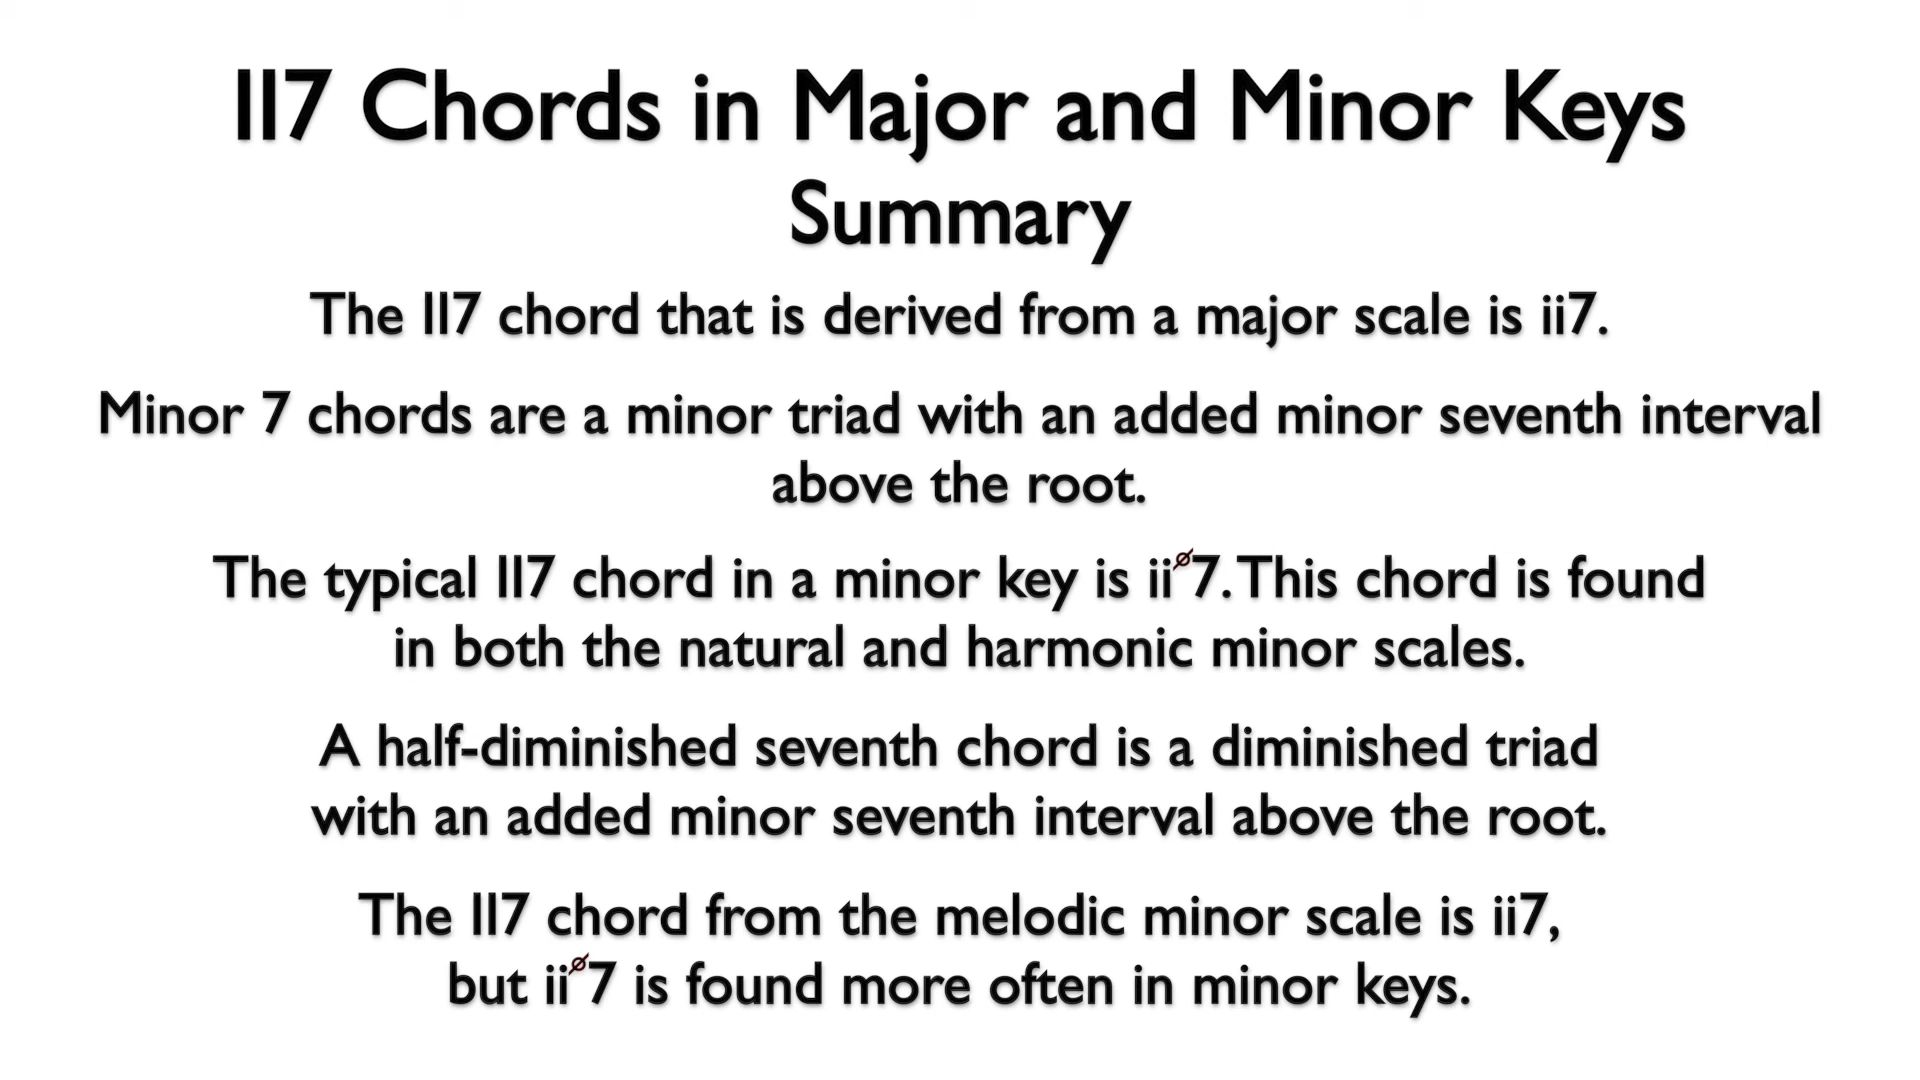 II7 Chords in Major and Minor Keys
Summary
The II7 chord that is derived from a major scale is ii7.
Minor 7 chords are a minor triad with an added minor seventh interval
above the root.
The typical II7 chord in a minor key is iiø7. This chord is found
in both the natural and harmonic minor scales.
A half-diminished seventh chord is a diminished triad
with an added minor seventh interval above the root.
The II7 chord from the melodic minor scale is ii7,
but iiø7 is found more often in minor keys.